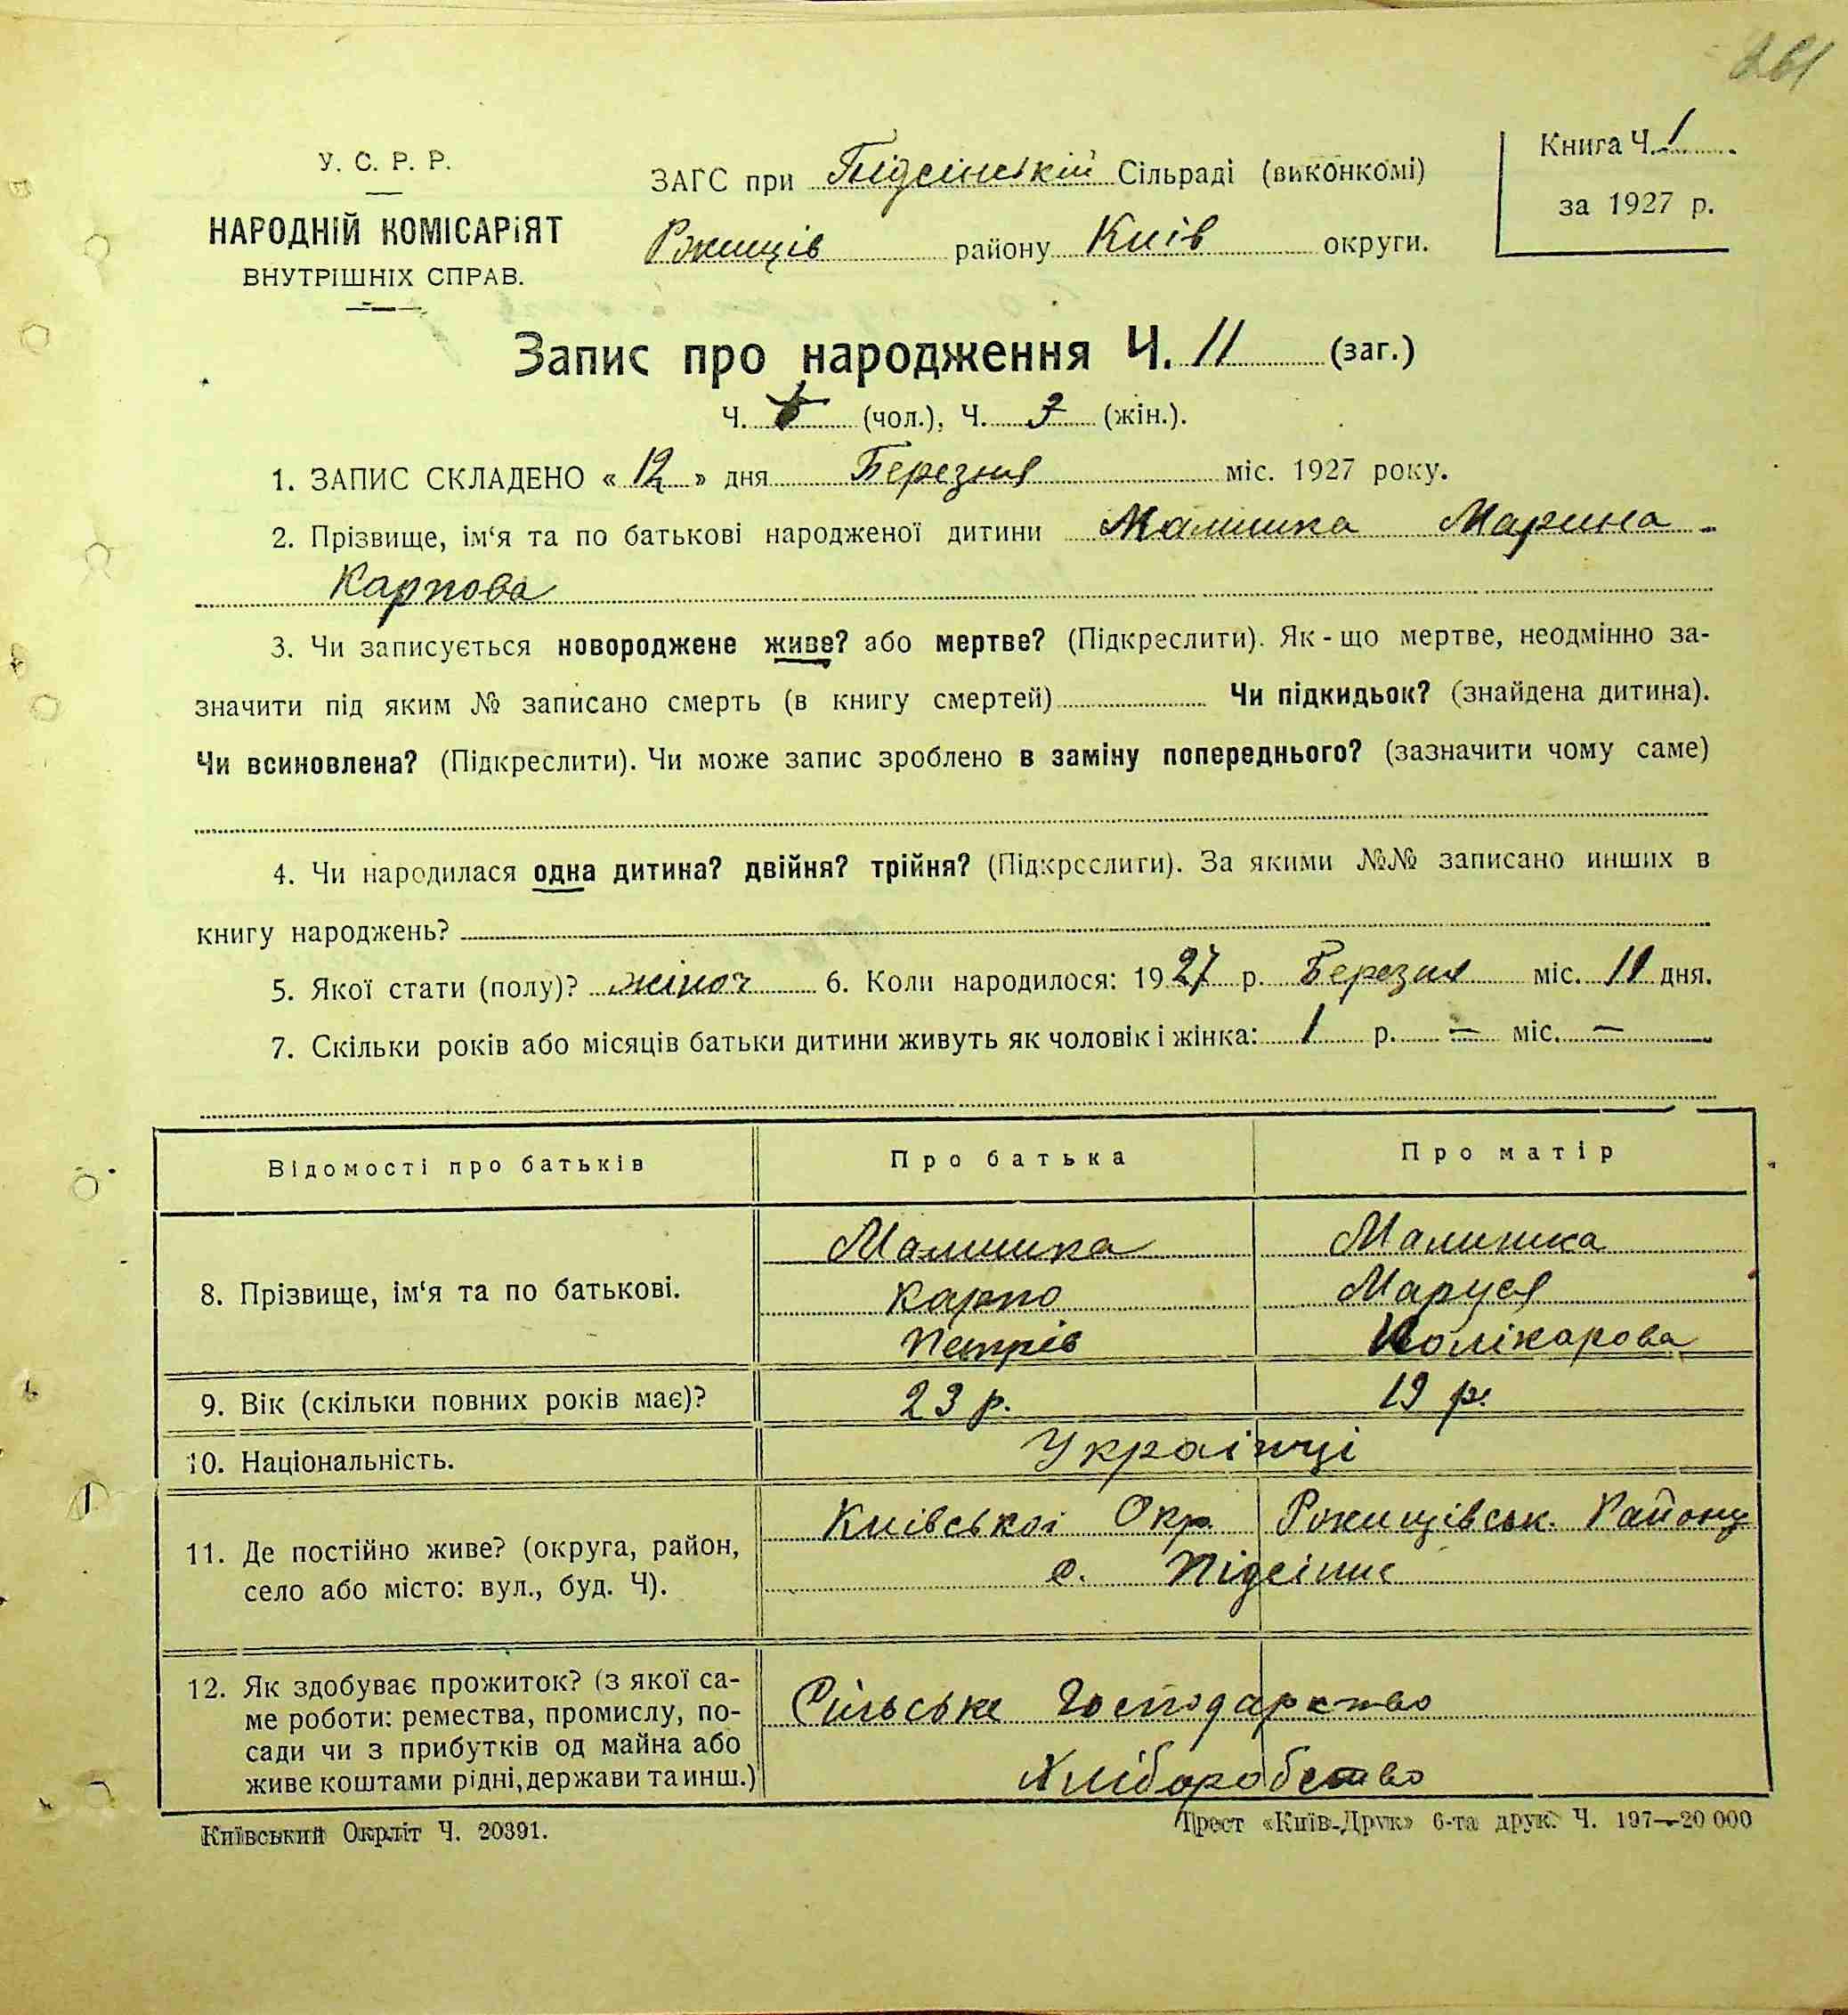 261
У. С. Р. Р.
НАРОДНІЙ КОМІСАРІЯТ
ВНУТРІШНІХ СПРАВ.
ЗАГС при Підсінській Сільраді (виконкомі)
Ржищів району Київ округи.
Книга Ч. 1
за 1927 р.
Запис про народження Ч. 11 (заг.)
Ч. (чол.), Ч. 7 (жін.).
1. ЗАПИС СКЛАДЕНО « 12 » дня Березня міс. 1927 року.
2. Прізвище, ім‘я та по батькові народженої дитини Малишка Марина
Карпова
3. Чи записується новороджене живе? або мертве? (Підкреслити). Як-що мертве, неодмінно за-
значити під яким № записано смерть (в книгу смертей) Чи підкидьок? (знайдена дитина).
Чи всиновлена? (Підкреслити). Чи може запис зроблено в заміну попереднього? (зазначити чому саме)
4. Чи народилася одна дитина? двійня? трійня? (Підкреслити). За якими №№ записано инших в
книгу народжень?
5. Якої стати (полу)? жіноч 6. Коли народилося: 1927 р. Березня міс. 11 дня.
7. Скільки років або місяців батьки дитини живуть як чоловік і жінка: 1 р. = міс. =
Відомості про батьків Про батька Про матір
8. Прізвище, ім‘я та по батькові.
Малишка Малишка
Карпо Маруся
Петрів Полікарова
9. Вік (скільки повних років має)? 23 р. 19 р.
10. Національність. Українці
11. Де постійно живе? (округа, район,
село або місто: вул., буд. Ч).
Київської Окр. Ржищівськ. Району
с. Підсінне
12. Як здобуває прожиток? (з якої са-
ме роботи: ремества, промислу, по-
сади чи з прибутків од майна або
живе коштами рідні, держави та инш.)
Сільське Господарство
Хліборобство
Київський Окрліт Ч. 20391.
Трест «Київ-Друк» 6-та друк. Ч. 197—20 000